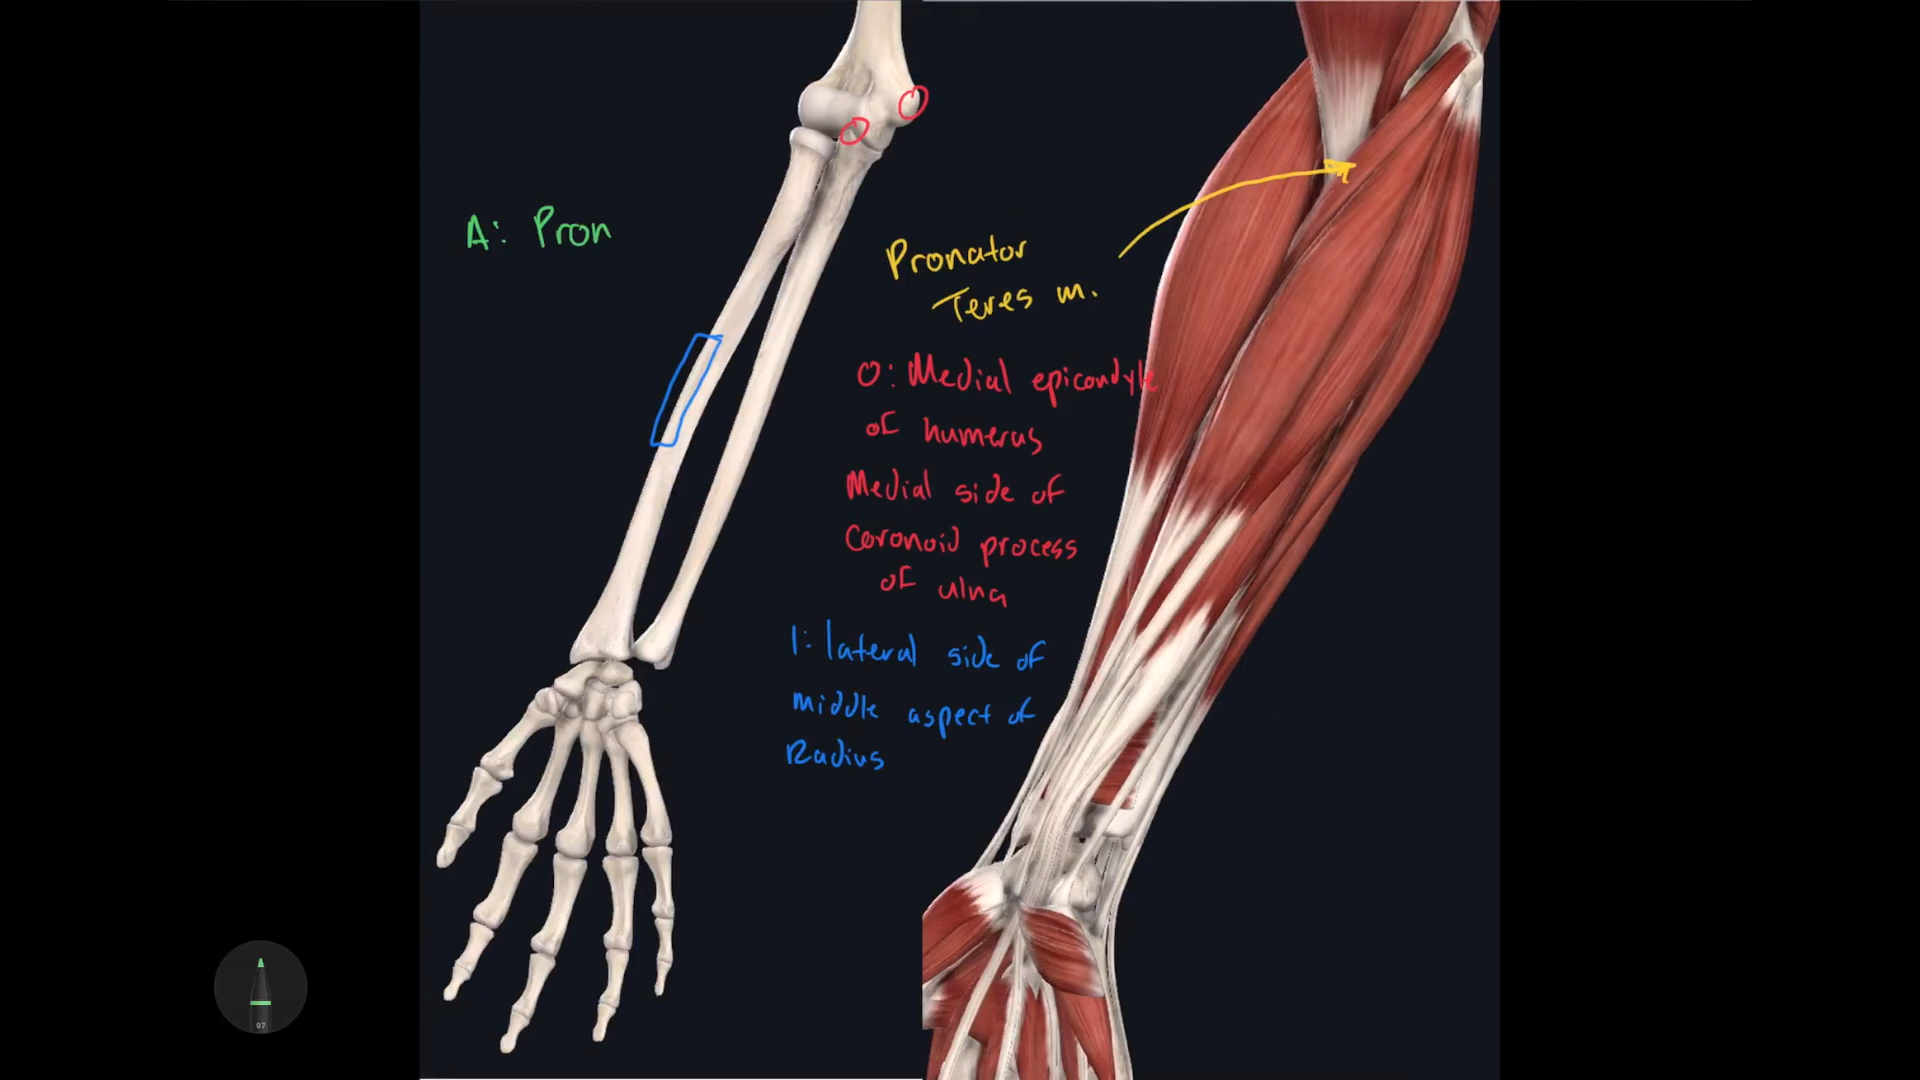 A: Pron
Pronator
Teres m.
O: Medial epicondyle
of humerus
Medial side of
Coronoid process
of ulna
I: lateral side of
middle aspect of
Radius
97